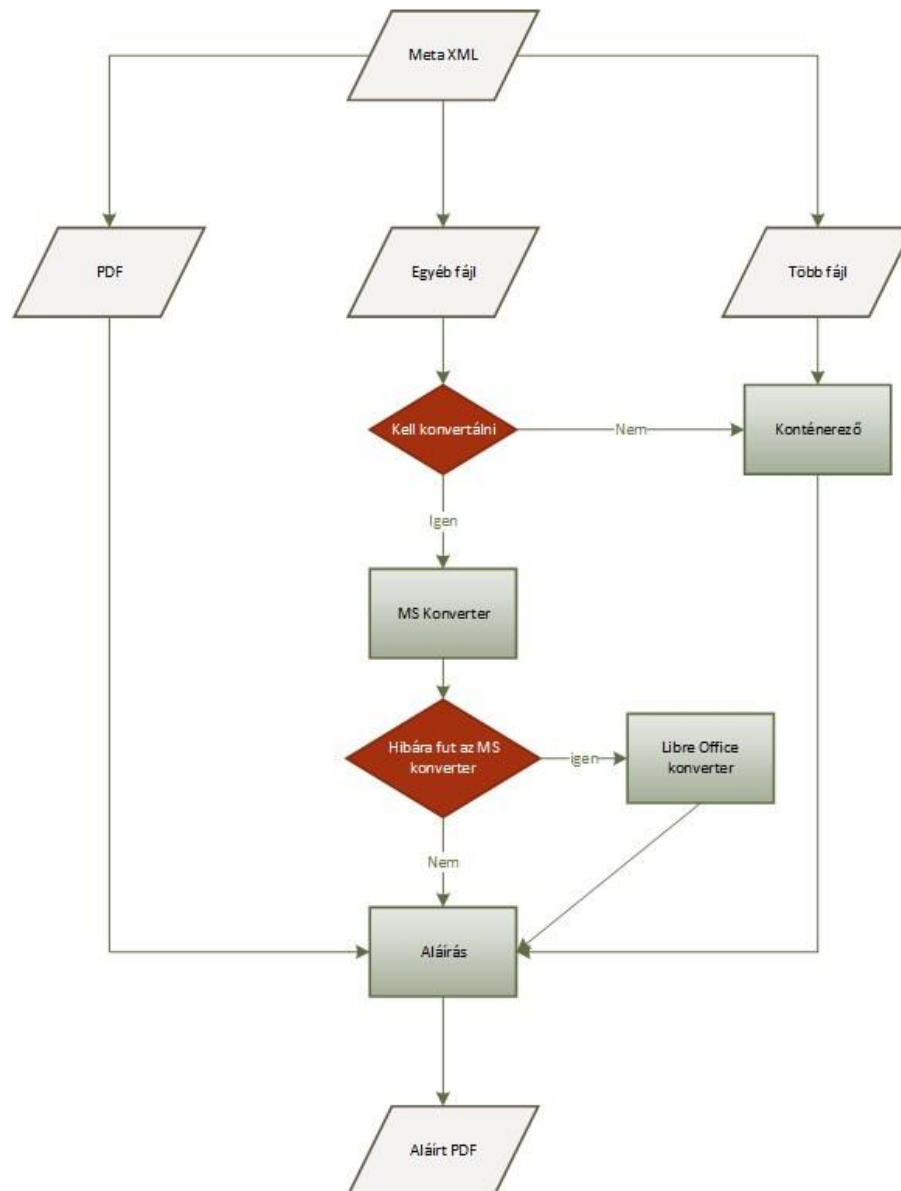 Meta XML
PDF
Egyéb fájl
Több fájl
Kell konvertálni
Nem
Konténerező
Igen
MS Konverter
Hibára fut az MS
konverter
igen
Libre Office
konverter
Nem
Aláírás
Aláírt PDF